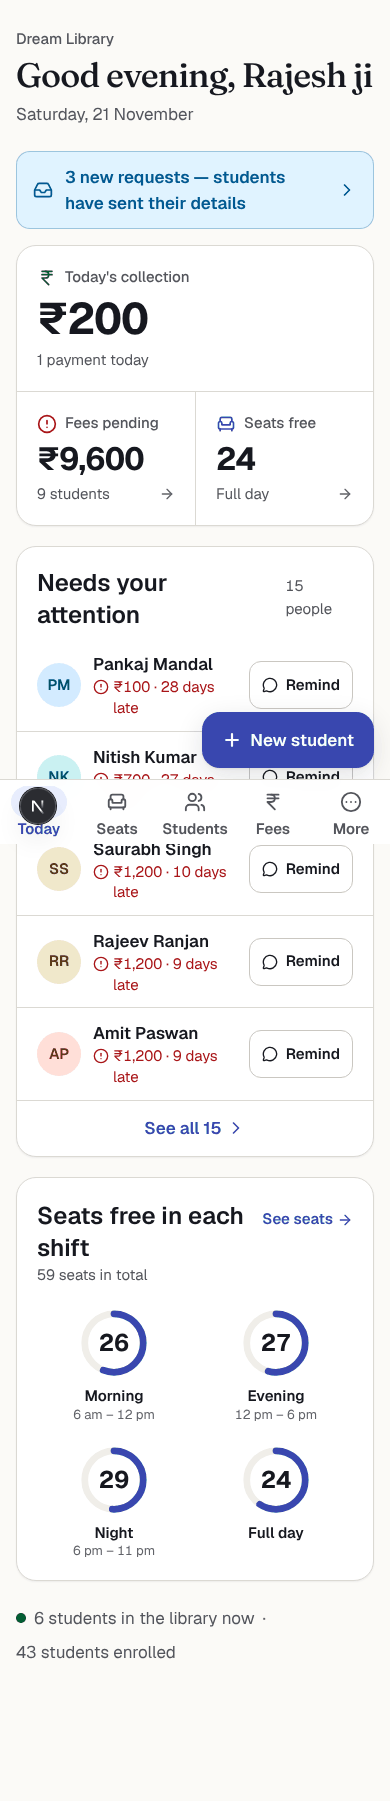 Dream Library
Good evening, Rajesh ji
Saturday, 21 November
3 new requests — students
have sent their details
Today's collection
₹200
1 payment today
Fees pending
₹9,600
9 students
Seats free
24
Full day
Needs your
attention
15
people
PM
Pankaj Mandal
₹100 · 28 days
late
Remind
NK
Nitish Kumar
₹700 · 27 days
Remind
New student
N
Today
Seats
Students
₹
Fees
More
SS
Saurabh Singh
₹1,200 · 10 days
late
Remind
RR
Rajeev Ranjan
₹1,200 · 9 days
late
Remind
AP
Amit Paswan
₹1,200 · 9 days
late
Remind
See all 15
Seats free in each
shift
See seats
59 seats in total
26
Morning
6 am – 12 pm
27
Evening
12 pm – 6 pm
29
Night
6 pm – 11 pm
24
Full day
6 students in the library now ·
43 students enrolled